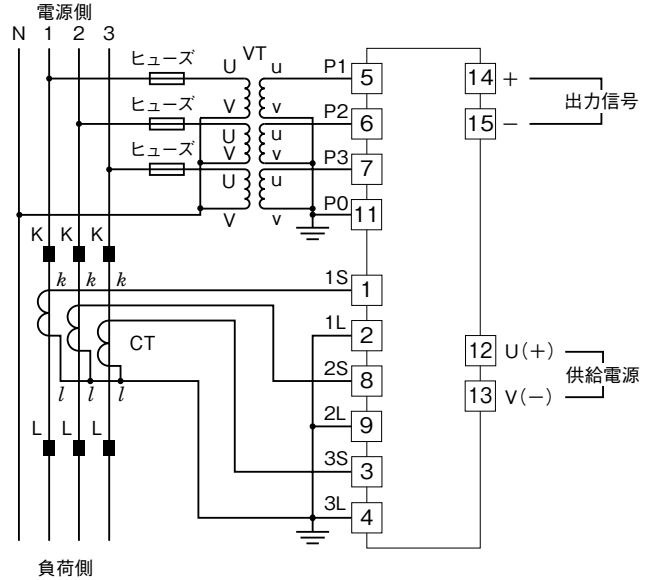 電源側
N 1 2 3
ヒューズ
ヒューズ
ヒューズ
VT
U u
V v
U u
V v
U u
V v
P1 5
P2 6
P3 7
P0 11
14 +
15 −
出力信号
K K K
k k k
CT
l l l
L L L
1S 1
1L 2
2S 8
2L 9
3S 3
3L 4
12 U(+)
13 V(−)
供給電源
負荷側